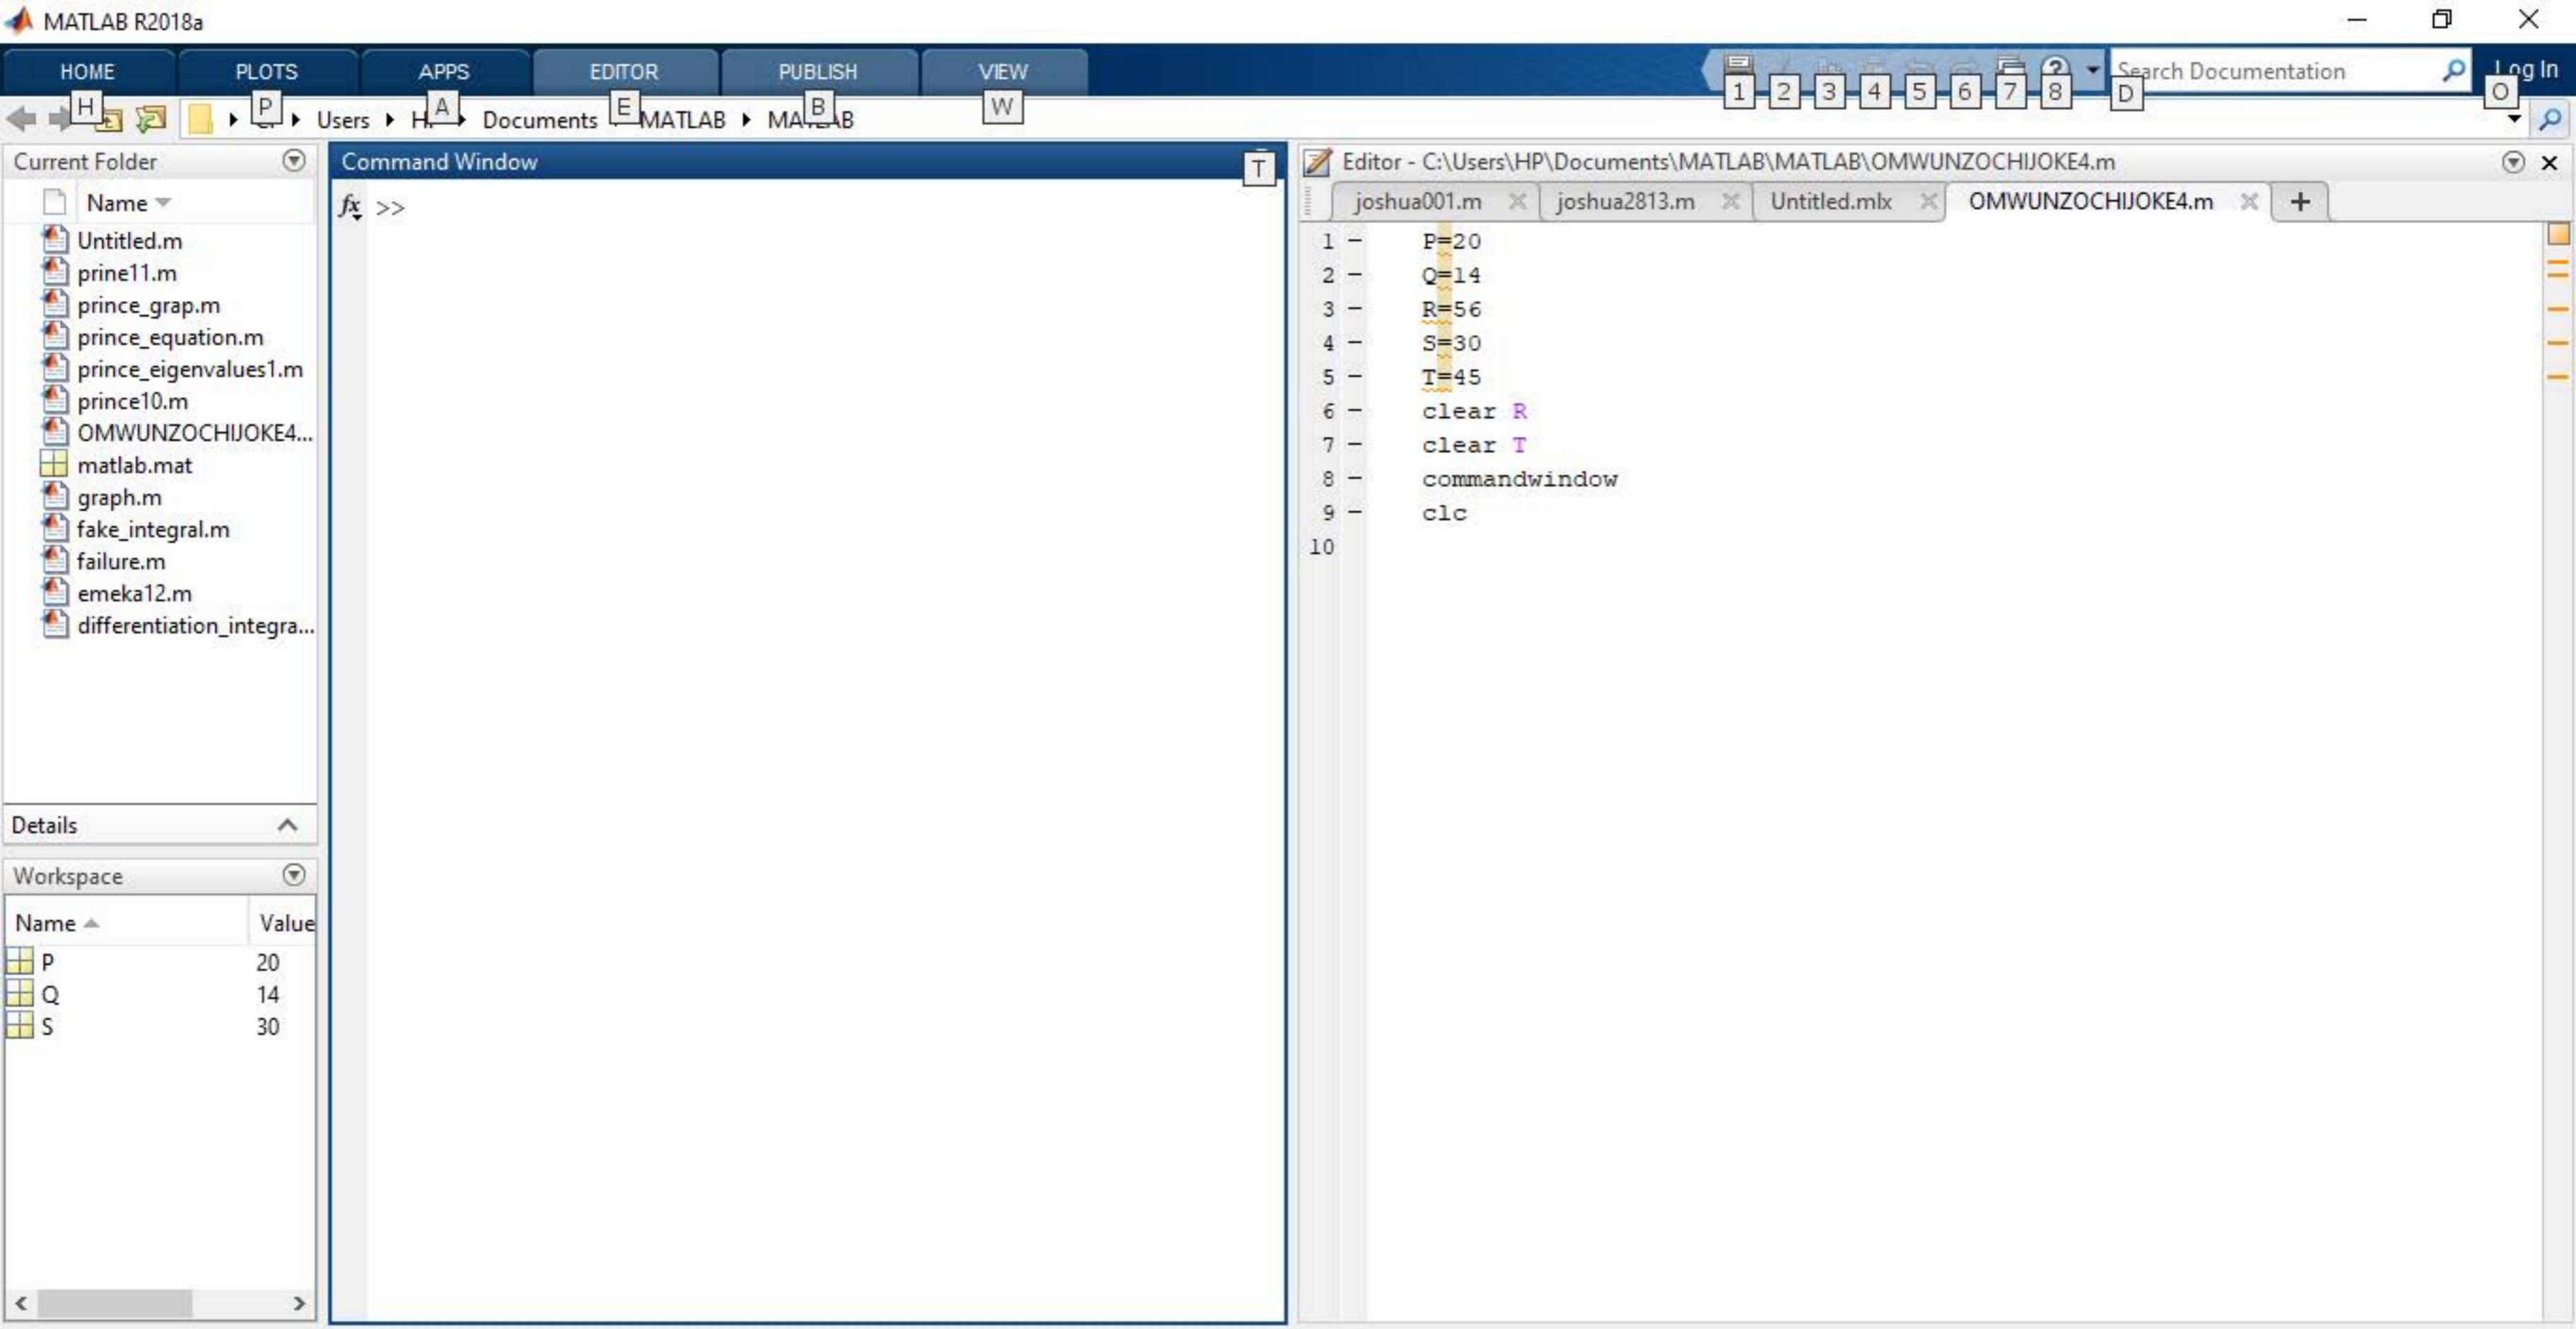 MATLAB R2018a
HOME PLOTS APPS EDITOR PUBLISH VIEW
1 2 3 4 5 6 7 8 Search Documentation Log In
H P A E B W D O
Users Documents MATLAB
Current Folder
Name
Untitled.m
prine11.m
prince_grap.m
prince_equation.m
prince_eigenvalues1.m
prince10.m
OMWUNZOCHIJOKE4...
matlab.mat
graph.m
fake_integral.m
failure.m
emeka12.m
differentiation_integra...
Details
Workspace
Name Value
P 20
Q 14
S 30
Command Window T
fx >>
Editor - C:\Users\HP\Documents\MATLAB\MATLAB\OMWUNZOCHIJOKE4.m
joshua001.m joshua2813.m Untitled.mlx OMWUNZOCHIJOKE4.m +
1 - P=20
2 - Q=14
3 - R=56
4 - S=30
5 - T=45
6 - clear R
7 - clear T
8 - commandwindow
9 - clc
10